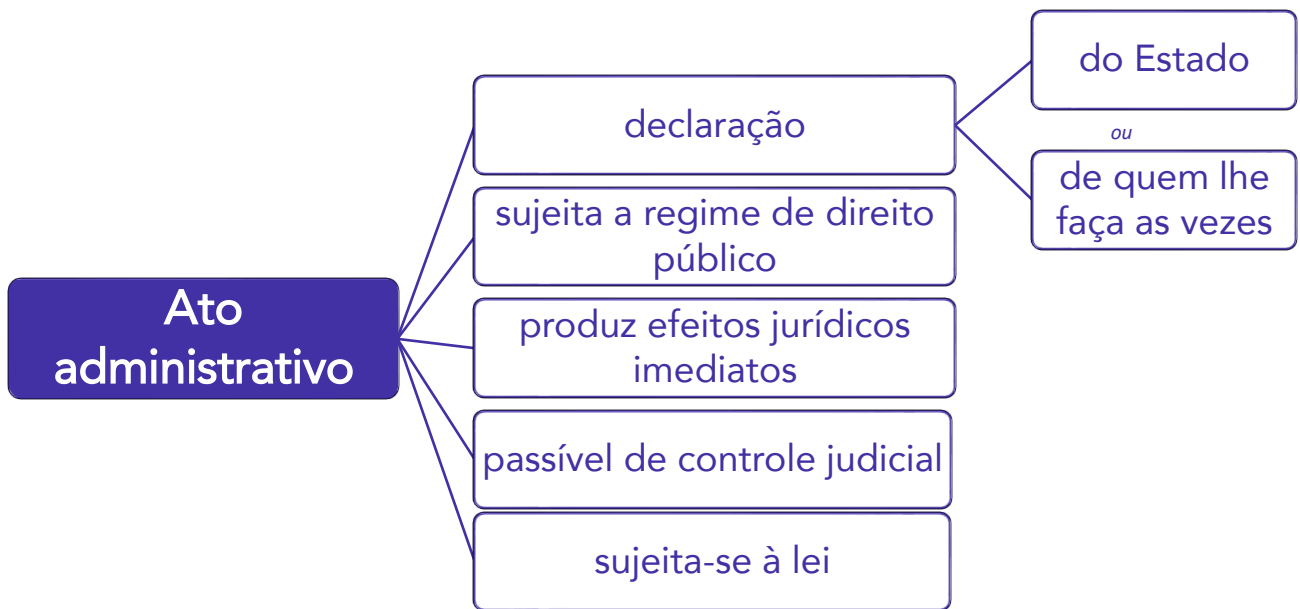 Ato
administrativo
declaração
do Estado
ou
de quem lhe
faça as vezes
sujeita a regime de direito
público
produz efeitos jurídicos
imediatos
passível de controle judicial
sujeita-se à lei